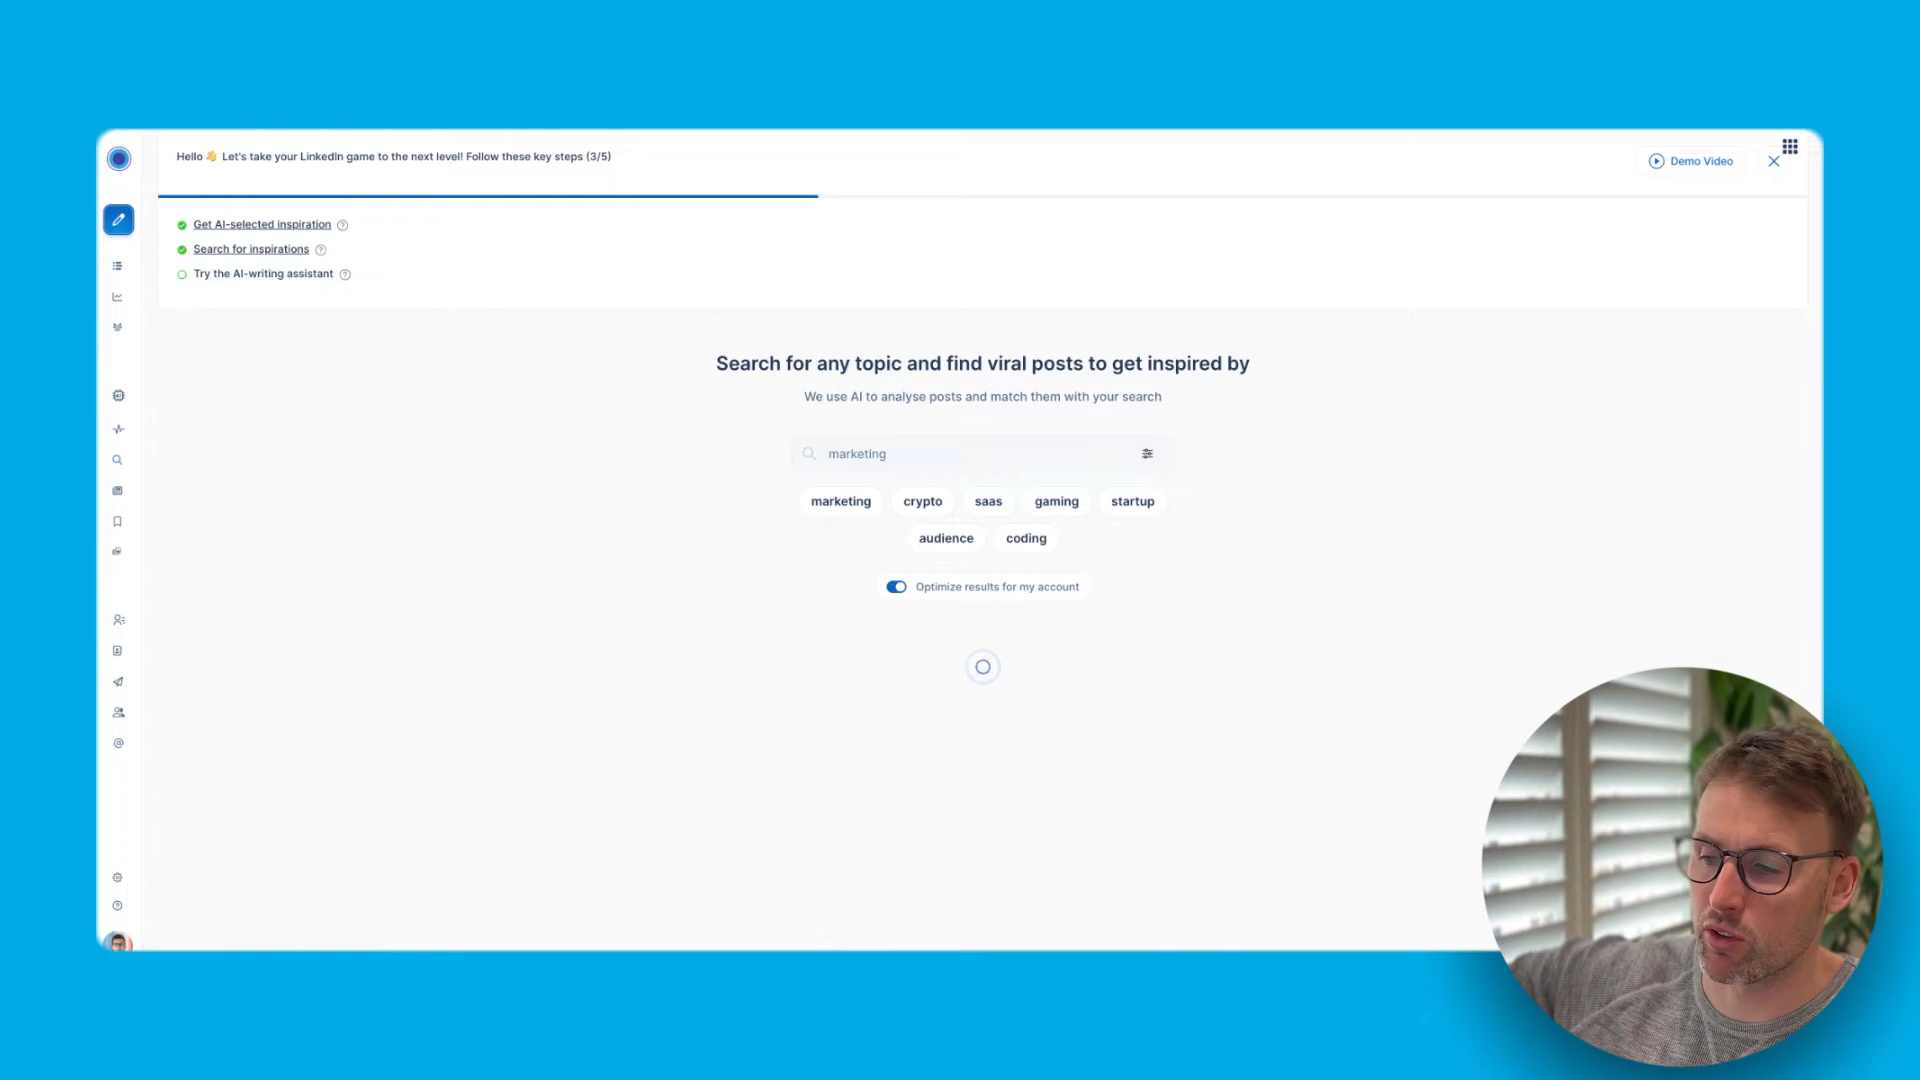 Hello 👋 Let's take your LinkedIn game to the next level! Follow these key steps (3/5)
Demo Video
Get AI-selected inspiration
Search for inspirations
Try the AI-writing assistant
Search for any topic and find viral posts to get inspired by
We use AI to analyse posts and match them with your search
marketing
marketing crypto saas gaming startup
audience coding
Optimize results for my account